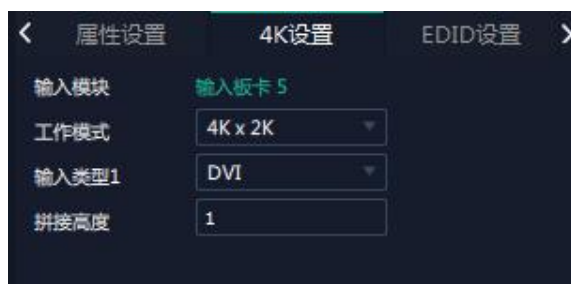 属性设置 4K设置 EDID设置
输入模块 输入板卡 5
工作模式 4K x 2K
输入类型1 DVI
拼接高度 1